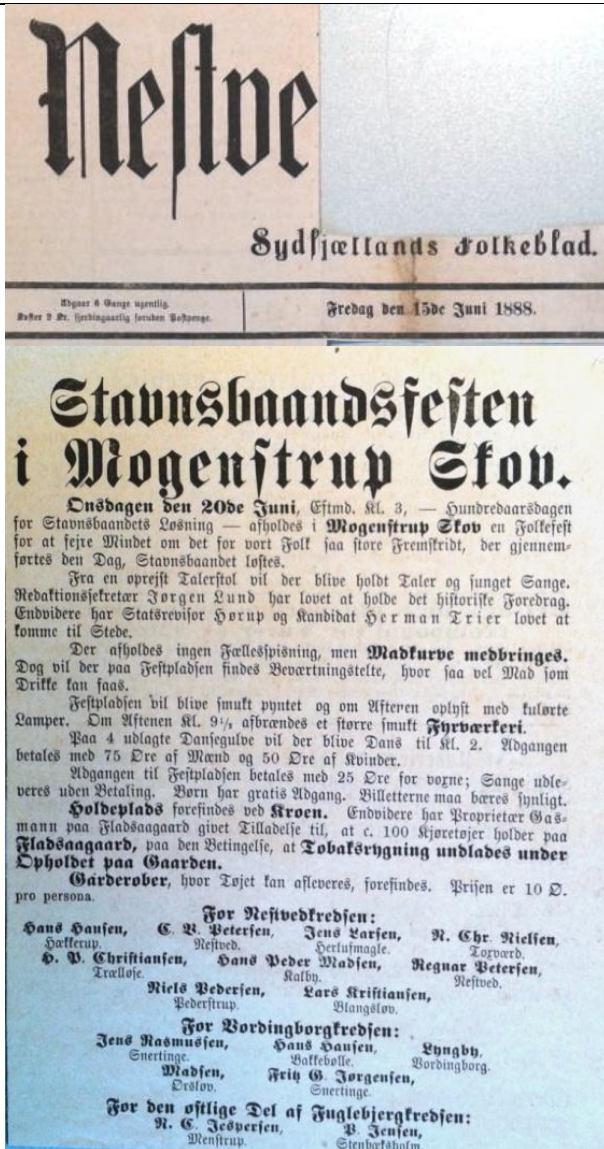 Nestve
Sydsjællands Folkeblad.
Udgaar 6 Gange ugentlig.
Koster 2 Kr. fjerdingaarlig foruden Postpenge.
Fredag den 15de Juni 1888.
Stavnsbaandsfesten
i Mogenstrup Skov.
Onsdagen den 20de Juni, Eftmd. Kl. 3, — Hundredaarsdagen
for Stavnsbaandets Løsning — afholdes i Mogenstrup Skov en Folkefest
for at fejre Mindet om det for vort Folk saa store Fremskridt, der gjennem-
førtes den Dag, Stavnsbaandet løstes.
Fra en oprejst Talerstol vil der blive holdt Taler og sunget Sange.
Redaktionssekretær Jørgen Lund har lovet at holde det historiske Foredrag.
Endvidere har Statsrevisor Hørup og Kandidat Herman Trier lovet at
komme til Stede.
Der afholdes ingen Fællesspisning, men Madkurve medbringes.
Dog vil der paa Festpladsen findes Beværtningstelte, hvor saa vel Mad som
Drikke kan faas.
Festpladsen vil blive smukt pyntet og om Aftenen oplyst med kulørte
Lamper. Om Aftenen Kl. 9½ afbrændes et større smukt Fyrværkeri.
Paa 4 udlagte Dansegulve vil der blive Dans til Kl. 2. Adgangen
betales med 75 Øre af Mænd og 50 Øre af Kvinder.
Adgangen til Festpladsen betales med 25 Øre for voxne; Sange udle-
veres uden Betaling. Børn har gratis Adgang. Billetterne maa bæres synligt.
Holdeplads forefindes ved Kroen. Endvidere har Proprietær Gas-
mann paa Fladsaagaard givet Tilladelse til, at c. 100 Kjøretøjer holder paa
Fladsaagaard, paa den Betingelse, at Tobaksrygning undlades under
Opholdet paa Gaarden.
Garderober, hvor Tøjet kan afleveres, forefindes. Prisen er 10 Ø.
pro persona.
For Nestvedkredsen:
Hans Hansen, C. V. Petersen, Jens Larsen, N. Chr. Nielsen,
Hækkerup. Nestved. Herlufmagle. Torværd.
H. P. Christiansen, Hans Peder Madsen, Regnar Petersen,
Trælløse. Kalby. Nestved.
Niels Pedersen, Lars Kristiansen,
Pederstrup. Blangsløv.
For Vordingborgkredsen:
Jens Rasmussen, Hans Hansen, Lyngby,
Snertinge. Bakkebølle. Vordingborg.
Madsen, Fritz G. Jørgensen,
Ørsløv. Snertinge.
For den østlige Del af Fuglebjergkredsen:
N. C. Jespersen, P. Jensen,
Menstrup. Stenbæksholm.